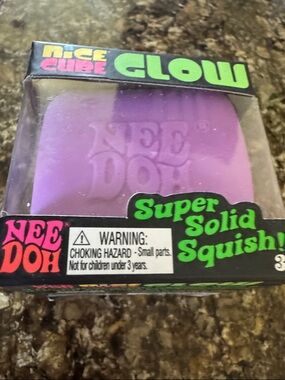 NiCE
CUBE
GLOW
NEE
DOH
Super
Solid
Squish!
NEE
DOH
WARNING:
CHOKING HAZARD - Small parts.
Not for children under 3 years.
3